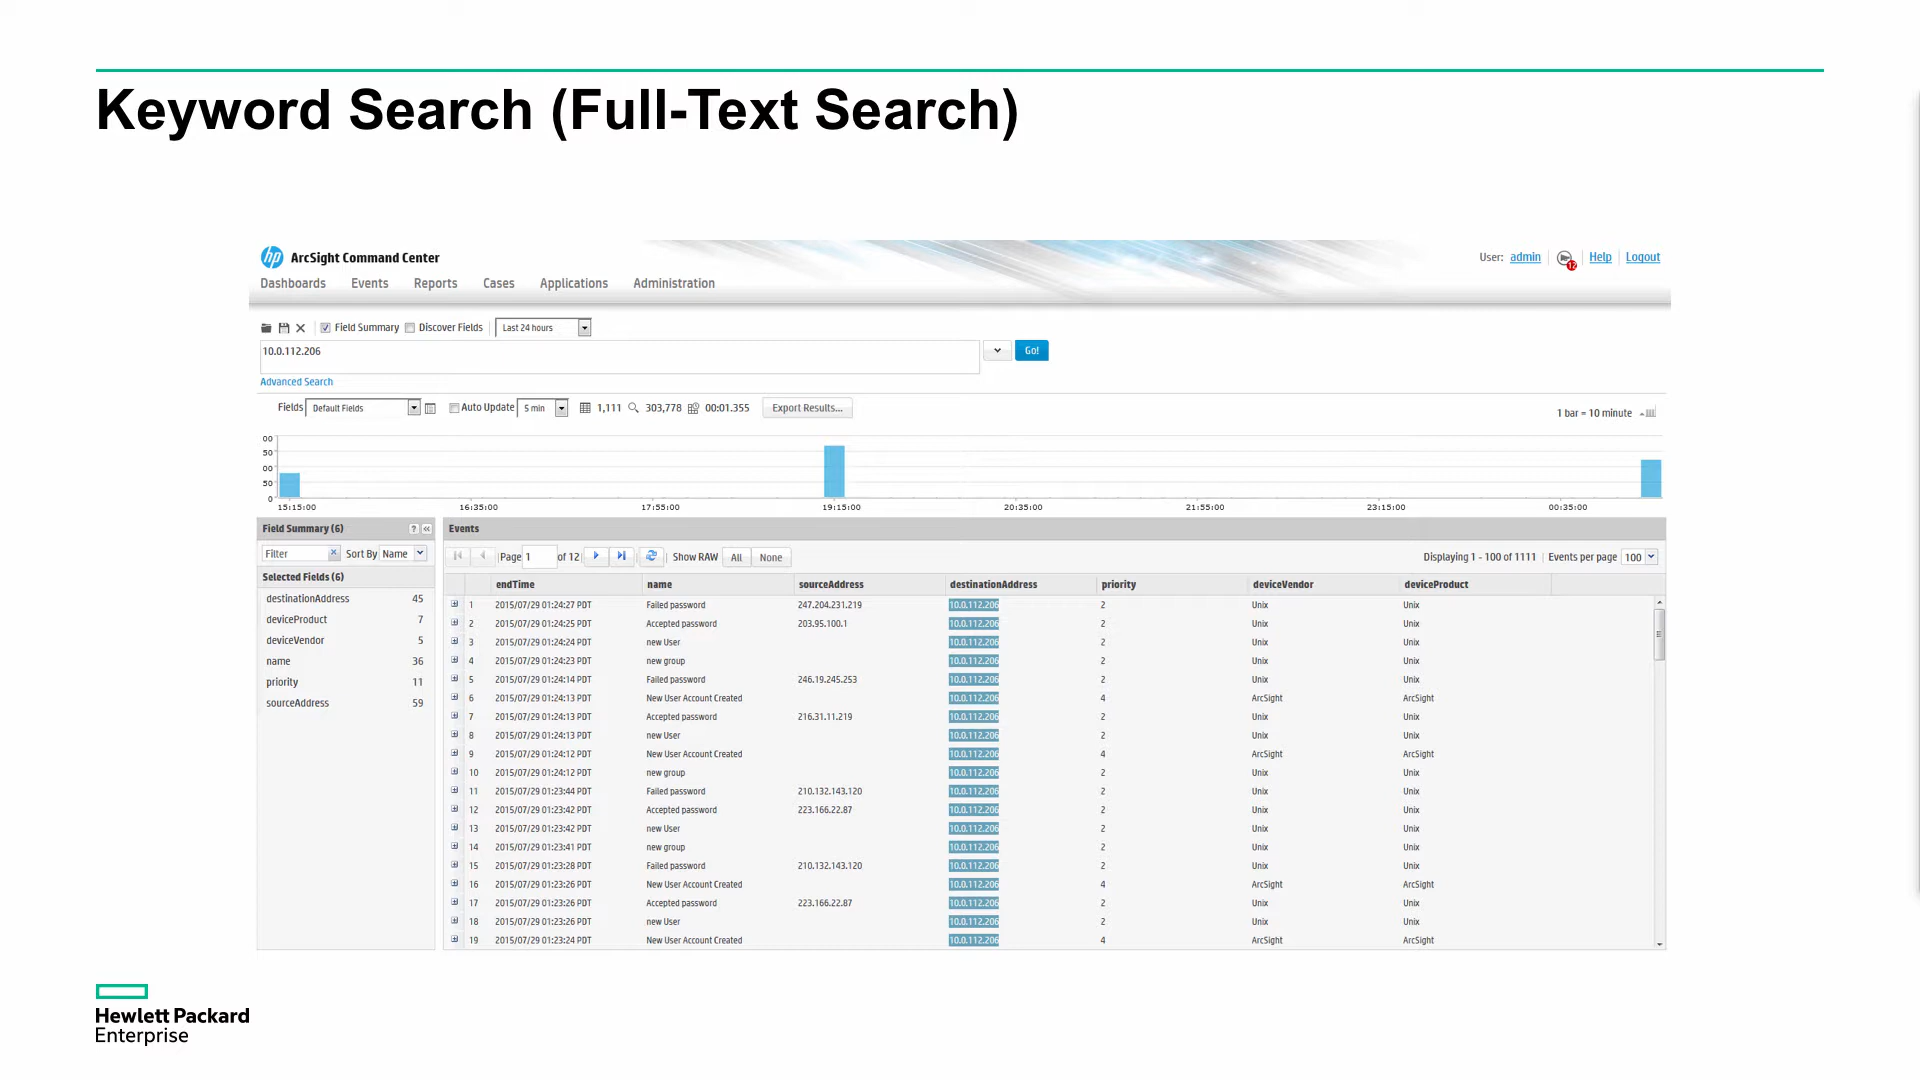 Keyword Search (Full-Text Search)
hp ArcSight Command Center
User: admin 12 Help Logout
Dashboards Events Reports Cases Applications Administration
Field Summary Discover Fields Last 24 hours
10.0.112.206 Go!
Advanced Search
Fields Default Fields Auto Update 5 min 1,111 303,778 00:01.355 Export Results... 1 bar = 10 minute
00
50
00
50
0
15:15:00 16:35:00 17:55:00 19:15:00 20:35:00 21:55:00 23:15:00 00:35:00
Field Summary (6) ? «
Filter × Sort By Name
Selected Fields (6)
destinationAddress 45
deviceProduct 7
deviceVendor 5
name 36
priority 11
sourceAddress 59
Events
Page 1 of 12 Show RAW All None Displaying 1 - 100 of 1111 Events per page 100
endTime name sourceAddress destinationAddress priority deviceVendor deviceProduct
1 2015/07/29 01:24:27 PDT Failed password 247.204.231.219 10.0.112.206 2 Unix Unix
2 2015/07/29 01:24:25 PDT Accepted password 203.95.100.1 10.0.112.206 2 Unix Unix
3 2015/07/29 01:24:24 PDT new User 10.0.112.206 2 Unix Unix
4 2015/07/29 01:24:23 PDT new group 10.0.112.206 2 Unix Unix
5 2015/07/29 01:24:14 PDT Failed password 246.19.245.253 10.0.112.206 2 Unix Unix
6 2015/07/29 01:24:13 PDT New User Account Created 10.0.112.206 4 ArcSight ArcSight
7 2015/07/29 01:24:13 PDT Accepted password 216.31.11.219 10.0.112.206 2 Unix Unix
8 2015/07/29 01:24:13 PDT new User 10.0.112.206 2 Unix Unix
9 2015/07/29 01:24:12 PDT New User Account Created 10.0.112.206 4 ArcSight ArcSight
10 2015/07/29 01:24:12 PDT new group 10.0.112.206 2 Unix Unix
11 2015/07/29 01:23:44 PDT Failed password 210.132.143.120 10.0.112.206 2 Unix Unix
12 2015/07/29 01:23:42 PDT Accepted password 223.166.22.87 10.0.112.206 2 Unix Unix
13 2015/07/29 01:23:42 PDT new User 10.0.112.206 2 Unix Unix
14 2015/07/29 01:23:41 PDT new group 10.0.112.206 2 Unix Unix
15 2015/07/29 01:23:28 PDT Failed password 210.132.143.120 10.0.112.206 2 Unix Unix
16 2015/07/29 01:23:26 PDT New User Account Created 10.0.112.206 4 ArcSight ArcSight
17 2015/07/29 01:23:26 PDT Accepted password 223.166.22.87 10.0.112.206 2 Unix Unix
18 2015/07/29 01:23:26 PDT new User 10.0.112.206 2 Unix Unix
19 2015/07/29 01:23:24 PDT New User Account Created 10.0.112.206 4 ArcSight ArcSight
Hewlett Packard
Enterprise